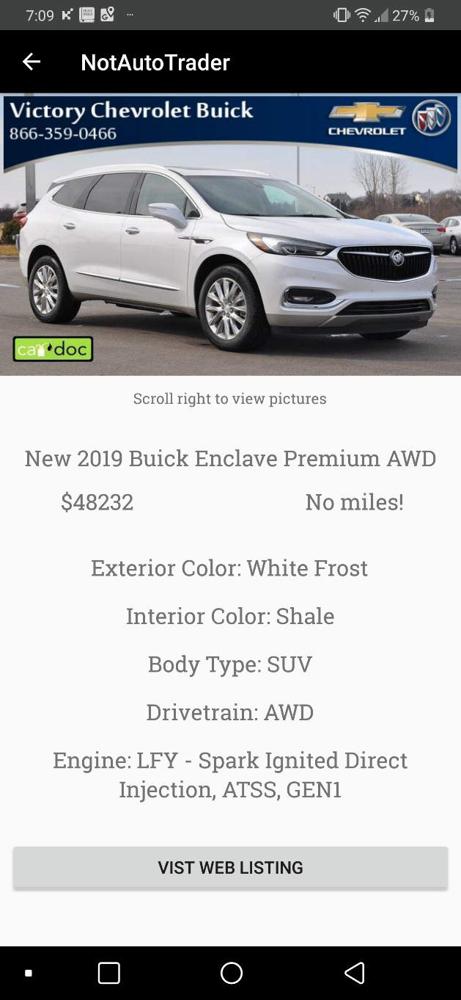 7:09
27%
NotAutoTrader
Victory Chevrolet Buick
866-359-0466
CHEVROLET
car doc
Scroll right to view pictures
New 2019 Buick Enclave Premium AWD
$48232
No miles!
Exterior Color: White Frost
Interior Color: Shale
Body Type: SUV
Drivetrain: AWD
Engine: LFY - Spark Ignited Direct
Injection, ATSS, GEN1
VIST WEB LISTING